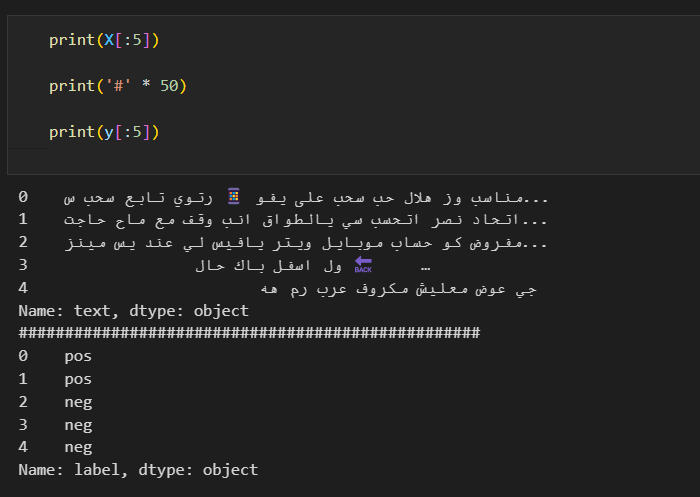 print(X[:5])
print('#' * 50)
print(y[:5])
0 مناسب وز هلال حب سحب على يفو 🎰 رتوي تابع سحب س...
1 اتحاد نصر اتحسب سي يالطواق انب وقف مع ماح حاجت...
2 مفروض كو حساب موبايل ويتر يافيس لي عند يس مينز...
3 ول اسفل باك حال 🔙 ...
4 جي عوض معليش مكروف عرب رم هه
Name: text, dtype: object
##################################################
0 pos
1 pos
2 neg
3 neg
4 neg
Name: label, dtype: object